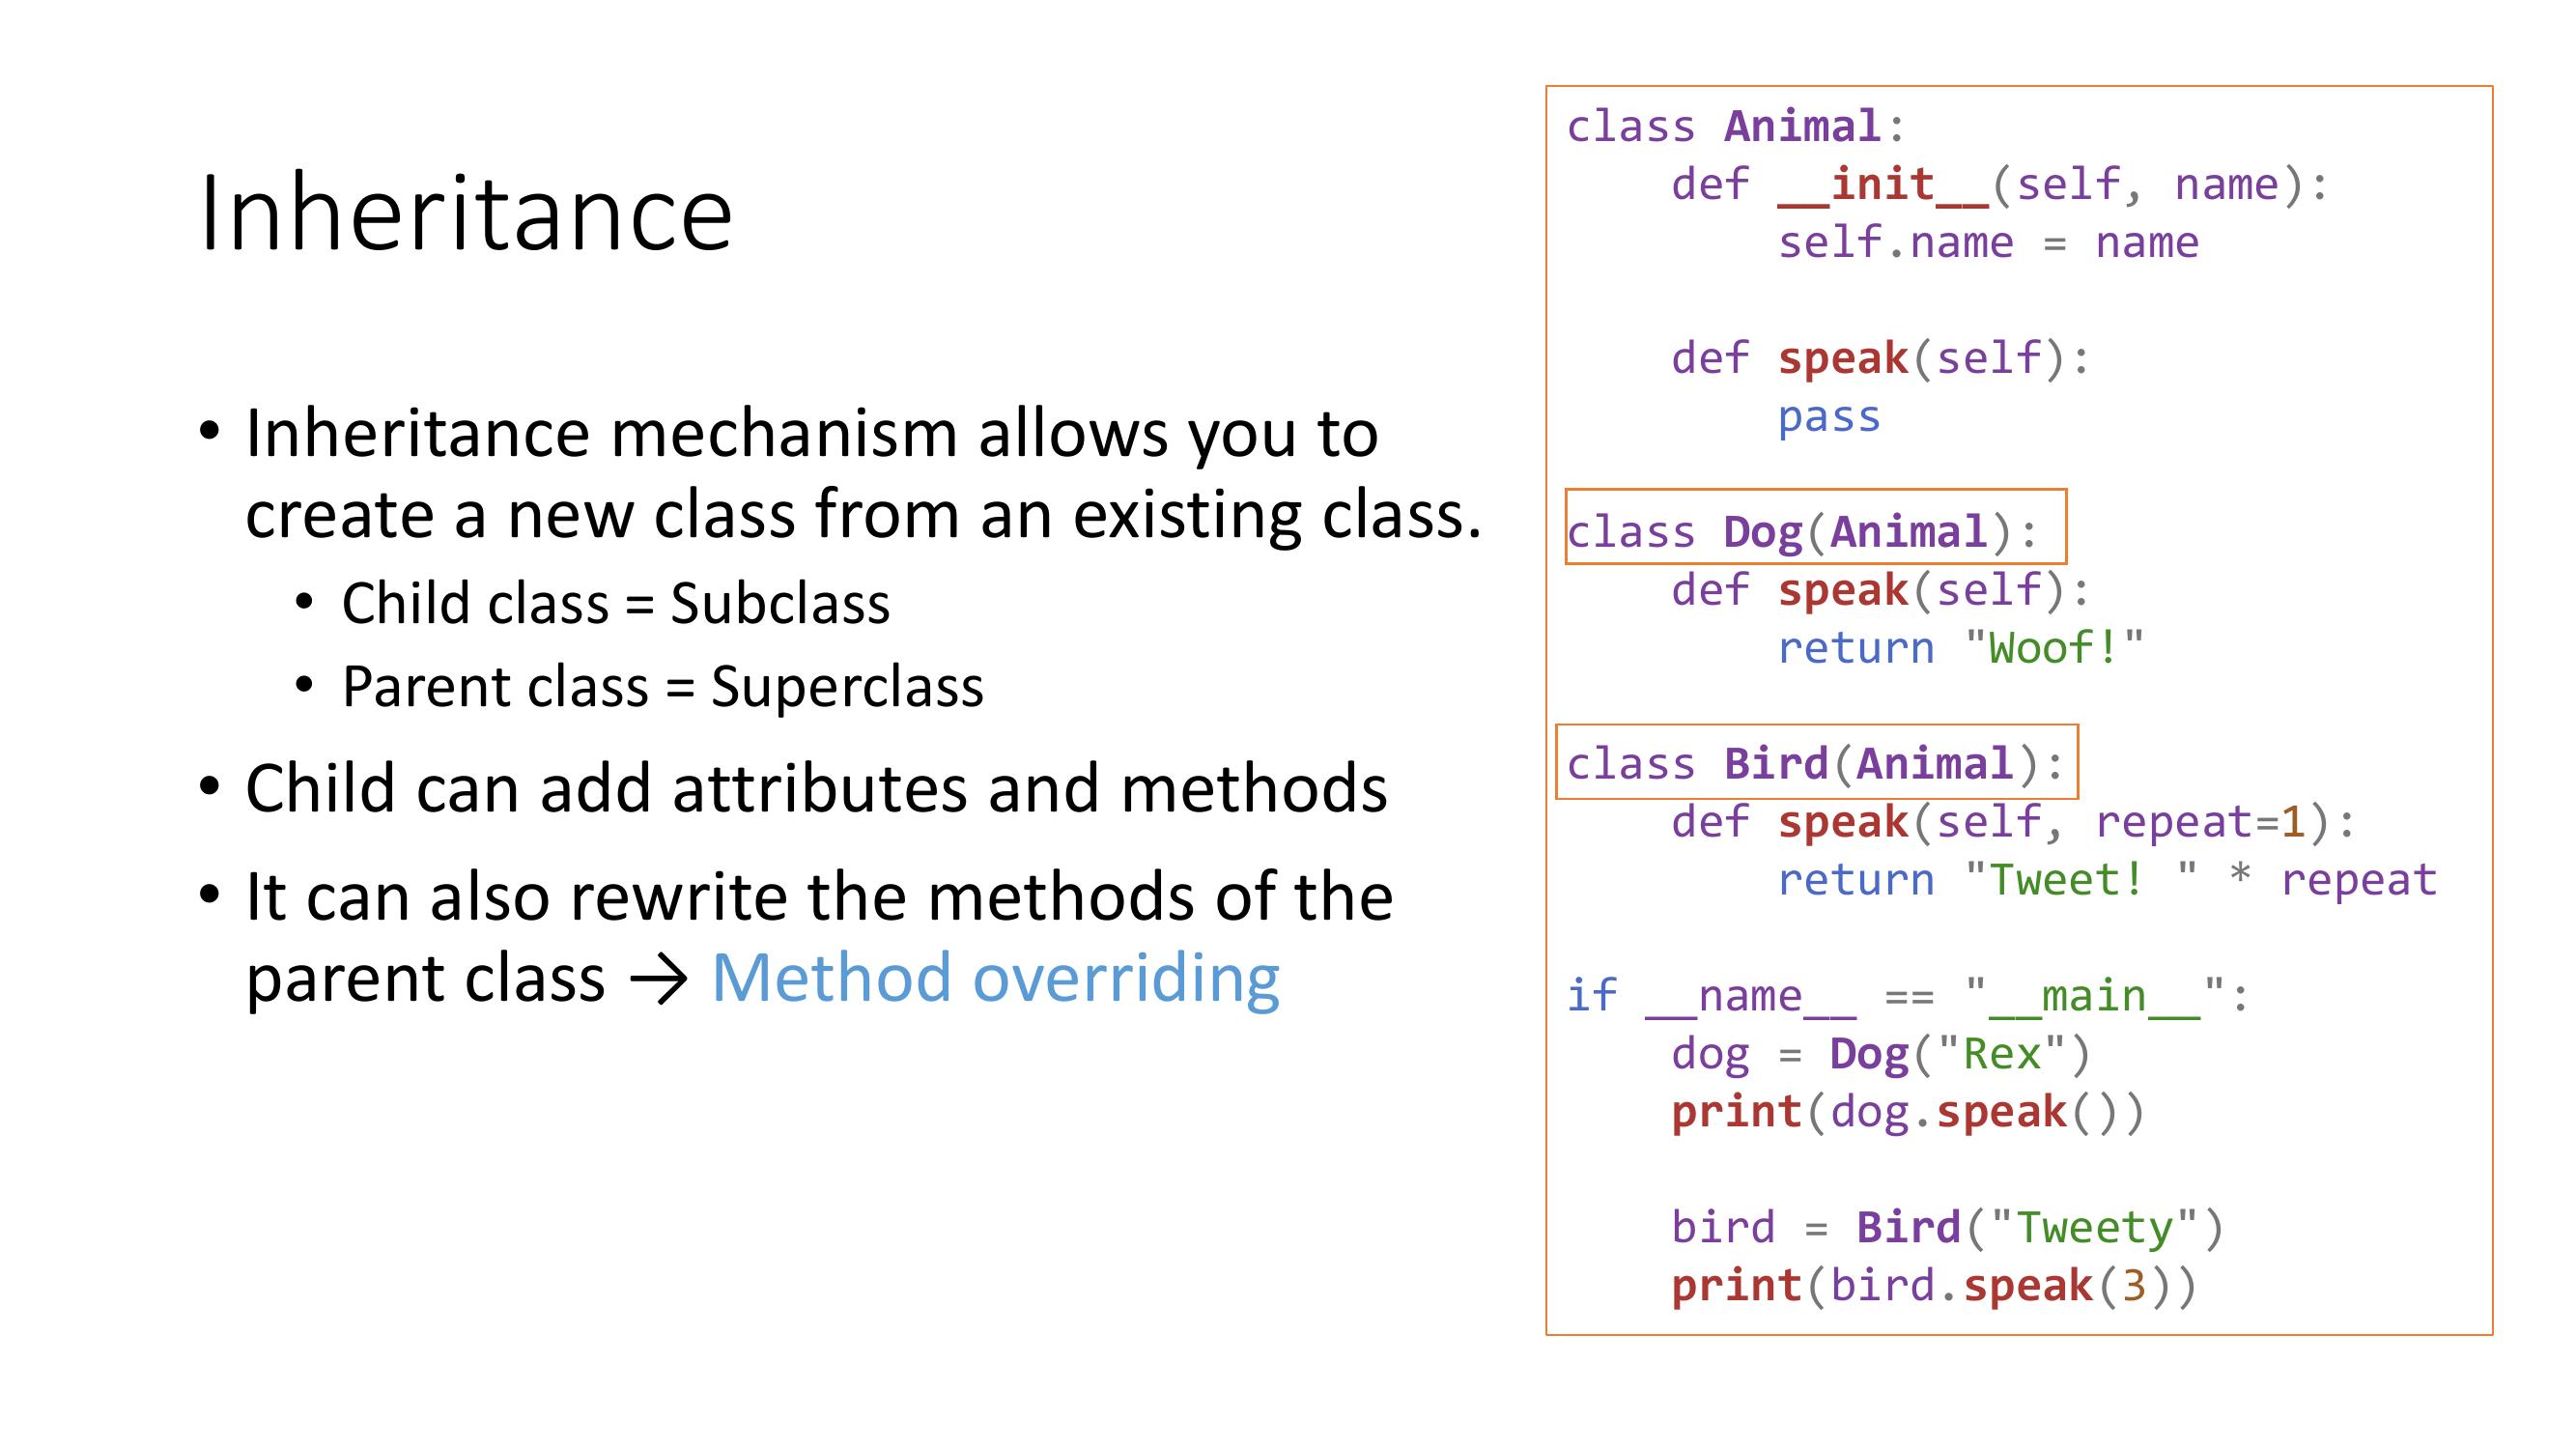 Inheritance
• Inheritance mechanism allows you to
create a new class from an existing class.
• Child class = Subclass
• Parent class = Superclass
• Child can add attributes and methods
• It can also rewrite the methods of the
parent class → Method overriding
class Animal:
    def __init__(self, name):
        self.name = name
    def speak(self):
        pass
class Dog(Animal):
    def speak(self):
        return "Woof!"
class Bird(Animal):
    def speak(self, repeat=1):
        return "Tweet! " * repeat
if __name__ == "__main__":
    dog = Dog("Rex")
    print(dog.speak())
    bird = Bird("Tweety")
    print(bird.speak(3))